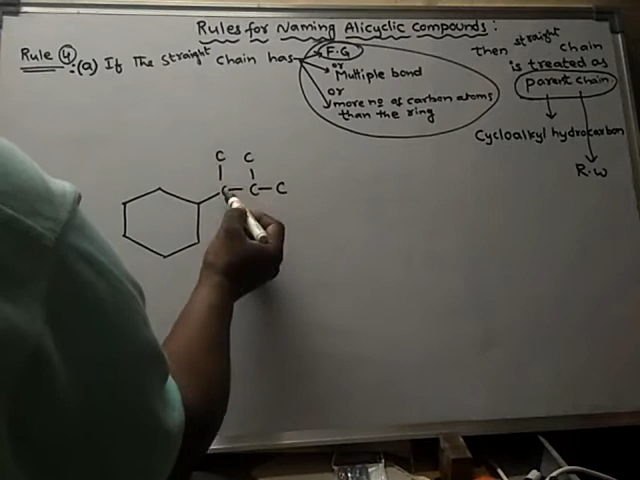 Rules for Naming Alicyclic Compounds:
Rule 4:(a) If The straight chain has
F.G
or
Multiple bond
or
more no of carbon atoms
than the ring
then straight chain
is treated as
parent chain
Cycloalkyl hydrocarbon
R.W
C C
C-C-C